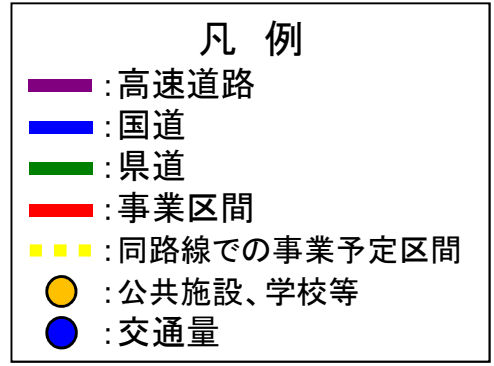 凡 例
:高速道路
:国道
:県道
:事業区間
:同路線での事業予定区間
:公共施設、学校等
:交通量